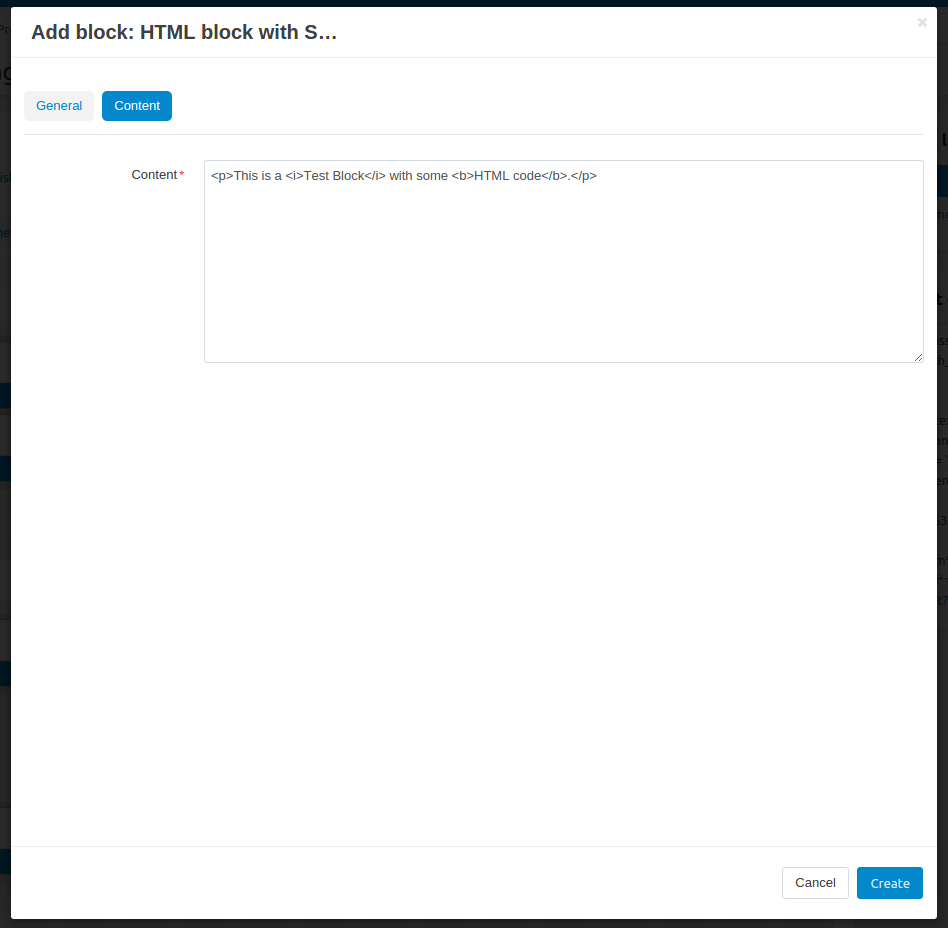 Add block: HTML block with S...
General
Content
Content*
<p>This is a <i>Test Block</i> with some <b>HTML code</b>.</p>
Cancel
Create